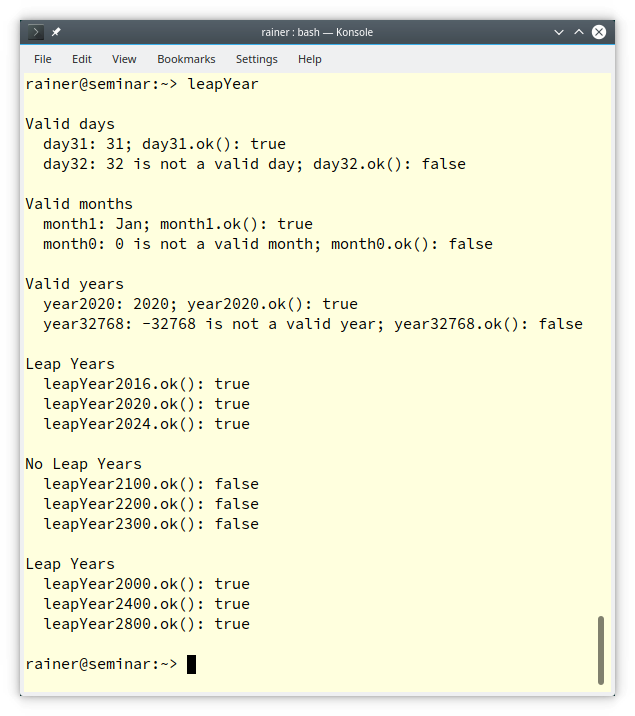 rainer : bash — Konsole
File Edit View Bookmarks Settings Help
rainer@seminar:~> leapYear
Valid days
day31: 31; day31.ok(): true
day32: 32 is not a valid day; day32.ok(): false
Valid months
month1: Jan; month1.ok(): true
month0: 0 is not a valid month; month0.ok(): false
Valid years
year2020: 2020; year2020.ok(): true
year32768: -32768 is not a valid year; year32768.ok(): false
Leap Years
leapYear2016.ok(): true
leapYear2020.ok(): true
leapYear2024.ok(): true
No Leap Years
leapYear2100.ok(): false
leapYear2200.ok(): false
leapYear2300.ok(): false
Leap Years
leapYear2000.ok(): true
leapYear2400.ok(): true
leapYear2800.ok(): true
rainer@seminar:~>